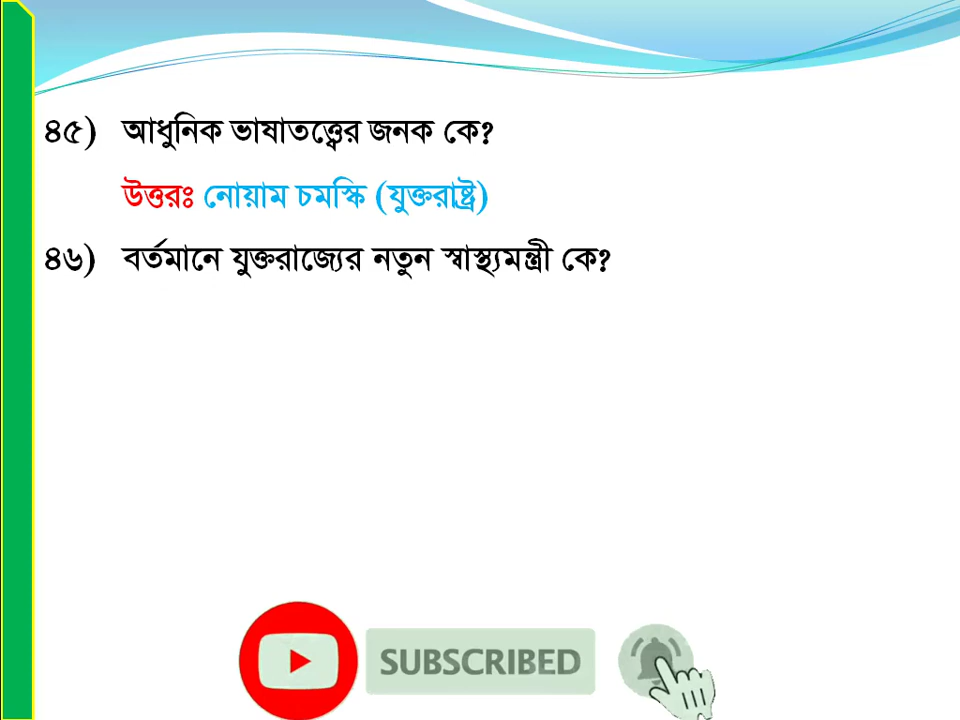 ৪৫) আধুনিক ভাষাতত্ত্বের জনক কে?
উত্তরঃ নোয়াম চমস্কি (যুক্তরাষ্ট্র)
৪৬) বর্তমানে যুক্তরাজ্যের নতুন স্বাস্থ্যমন্ত্রী কে?
SUBSCRIBED